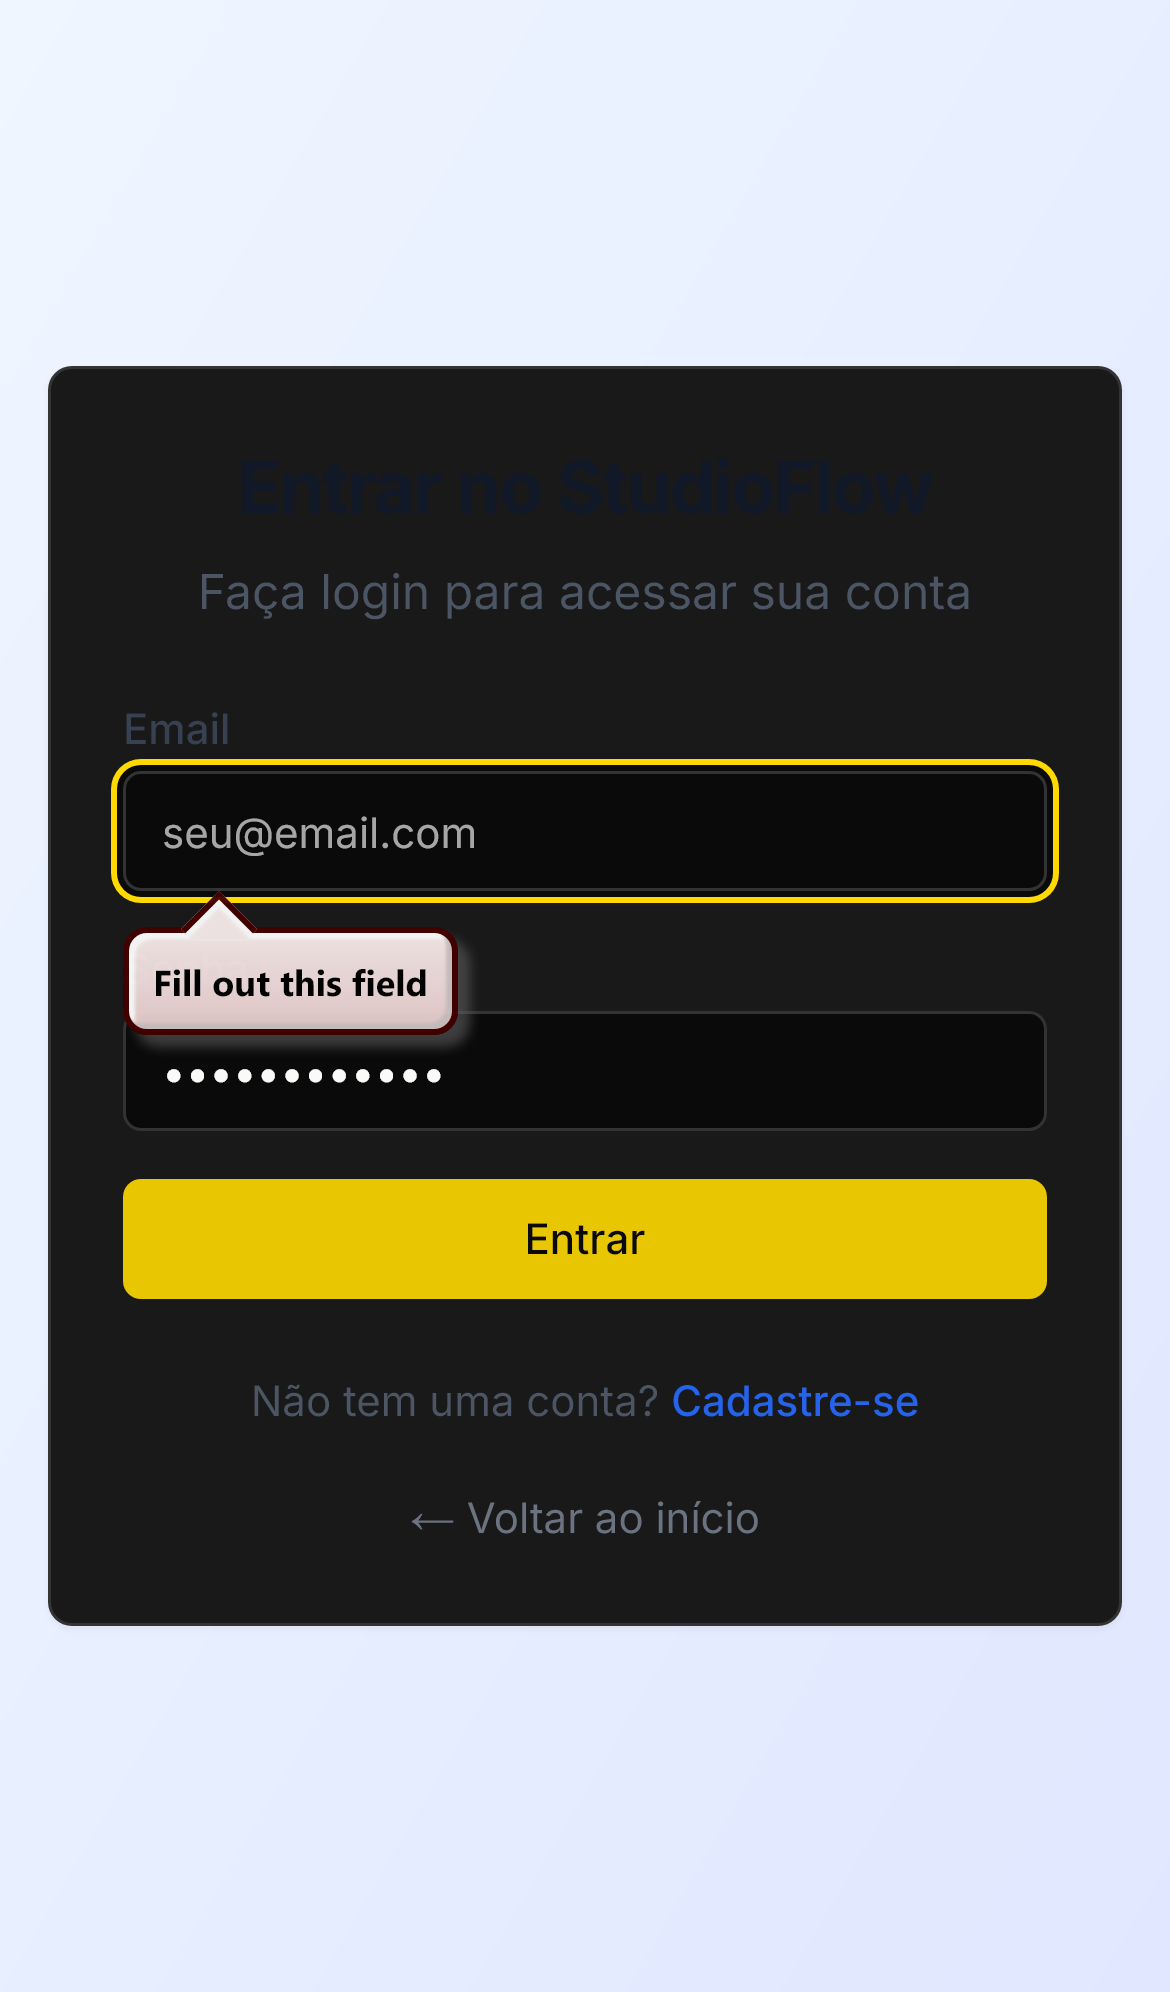 Entrar no StudioFlow
Faça login para acessar sua conta
Email
seu@email.com
Fill out this field
••••••••••••
Entrar
Não tem uma conta? Cadastre-se
← Voltar ao início